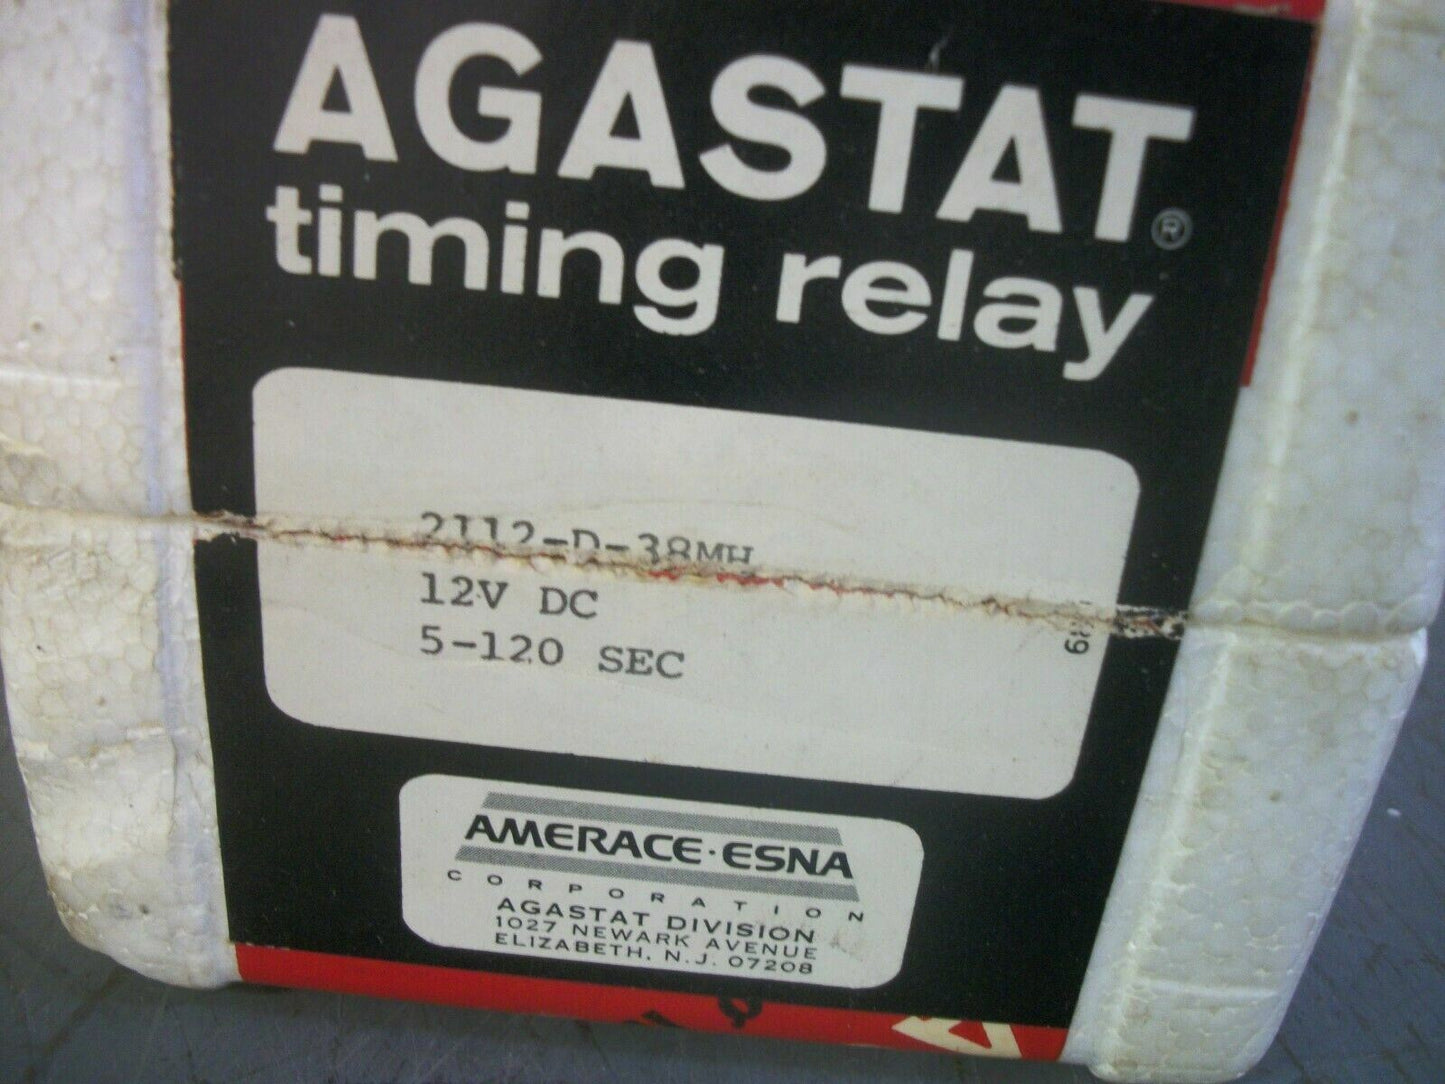 AGASTAT®
timing relay
2112-D-38MH
12V DC
5-120 SEC
AMERACE·ESNA
CORPORATION
AGASTAT DIVISION
1027 NEWARK AVENUE
ELIZABETH, N.J. 07208